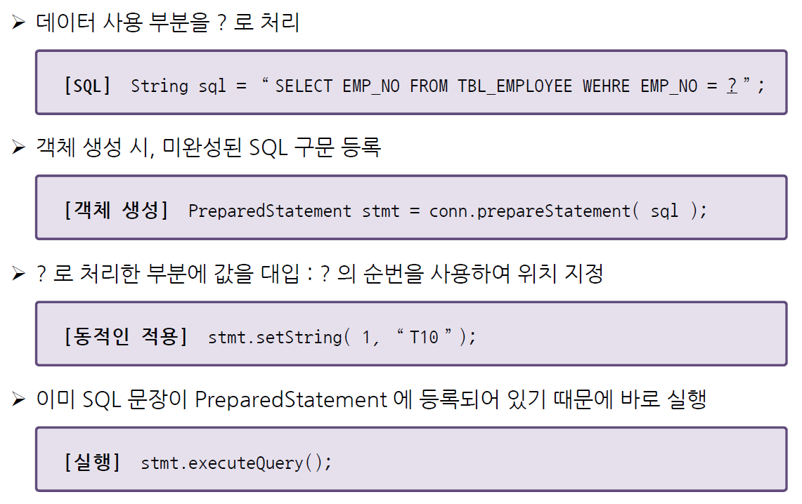 ➢ 데이터 사용 부분을 ? 로 처리
[SQL] String sql = “ SELECT EMP_NO FROM TBL_EMPLOYEE WEHRE EMP_NO = ? ” ;
➢ 객체 생성 시, 미완성된 SQL 구문 등록
[객체 생성] PreparedStatement stmt = conn.prepareStatement( sql );
➢ ? 로 처리한 부분에 값을 대입 : ? 의 순번을 사용하여 위치 지정
[동적인 적용] stmt.setString( 1, “ T10 ” );
➢ 이미 SQL 문장이 PreparedStatement 에 등록되어 있기 때문에 바로 실행
[실행] stmt.executeQuery();